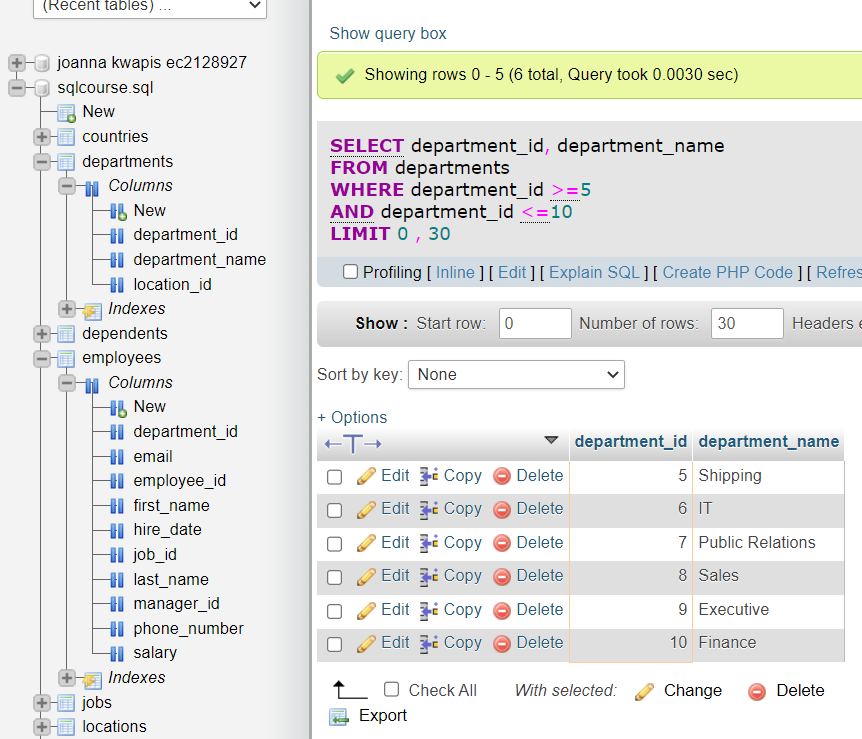 (Recent tables) ...
joanna kwapis ec2128927
sqlcourse.sql
New
countries
departments
Columns
New
department_id
department_name
location_id
Indexes
dependents
employees
Columns
New
department_id
email
employee_id
first_name
hire_date
job_id
last_name
manager_id
phone_number
salary
Indexes
jobs
locations
Show query box
Showing rows 0 - 5 (6 total, Query took 0.0030 sec)
SELECT department_id, department_name
FROM departments
WHERE department_id >=5
AND department_id <=10
LIMIT 0 , 30
Profiling [ Inline ] [ Edit ] [ Explain SQL ] [ Create PHP Code ] [ Refres
Show : Start row: 0 Number of rows: 30 Headers e
Sort by key: None
+ Options
←T→ department_id department_name
Edit Copy Delete 5 Shipping
Edit Copy Delete 6 IT
Edit Copy Delete 7 Public Relations
Edit Copy Delete 8 Sales
Edit Copy Delete 9 Executive
Edit Copy Delete 10 Finance
Check All With selected: Change Delete
Export